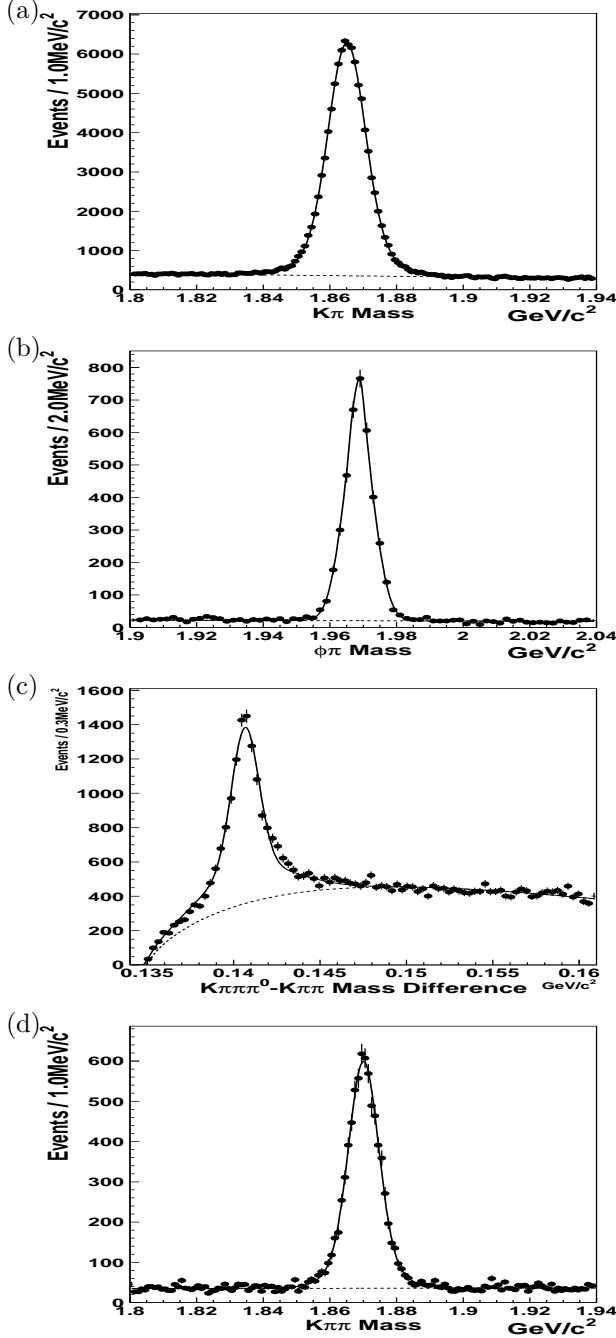 (a)
Events / 1.0MeV/c²
7000
6000
5000
4000
3000
2000
1000
0
1.8 1.82 1.84 1.86 1.88 1.9 1.92 1.94
Kπ Mass GeV/c²
(b)
Events / 2.0MeV/c²
800
700
600
500
400
300
200
100
0
1.9 1.92 1.94 1.96 1.98 2 2.02 2.04
ϕπ Mass GeV/c²
(c)
Events / 0.3MeV/c²
1600
1400
1200
1000
800
600
400
200
0
0.135 0.14 0.145 0.15 0.155 0.16
Kπππ⁰-Kππ Mass Difference GeV/c²
(d)
Events / 1.0MeV/c²
600
500
400
300
200
100
0
1.8 1.82 1.84 1.86 1.88 1.9 1.92 1.94
Kππ Mass GeV/c²